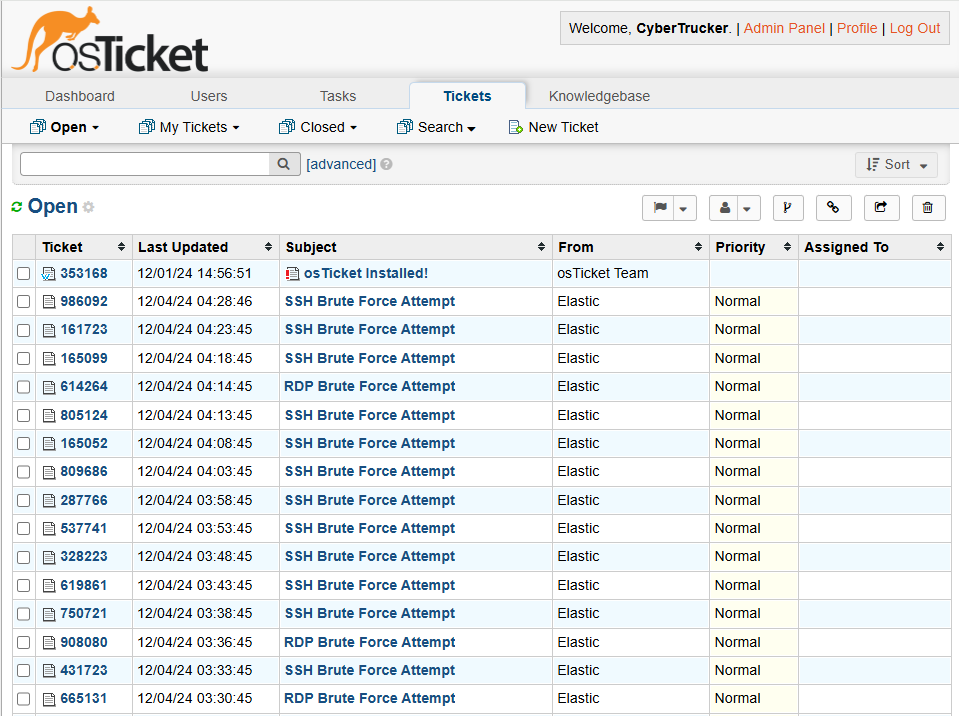 osTicket
Welcome, CyberTrucker. | Admin Panel | Profile | Log Out
Dashboard Users Tasks Tickets Knowledgebase
Open My Tickets Closed Search New Ticket
[advanced] ? Sort
Open
Ticket Last Updated Subject From Priority Assigned To
353168 12/01/24 14:56:51 osTicket Installed! osTicket Team
986092 12/04/24 04:28:46 SSH Brute Force Attempt Elastic Normal
161723 12/04/24 04:23:45 SSH Brute Force Attempt Elastic Normal
165099 12/04/24 04:18:45 SSH Brute Force Attempt Elastic Normal
614264 12/04/24 04:14:45 RDP Brute Force Attempt Elastic Normal
805124 12/04/24 04:13:45 SSH Brute Force Attempt Elastic Normal
165052 12/04/24 04:08:45 SSH Brute Force Attempt Elastic Normal
809686 12/04/24 04:03:45 SSH Brute Force Attempt Elastic Normal
287766 12/04/24 03:58:45 SSH Brute Force Attempt Elastic Normal
537741 12/04/24 03:53:45 SSH Brute Force Attempt Elastic Normal
328223 12/04/24 03:48:45 SSH Brute Force Attempt Elastic Normal
619861 12/04/24 03:43:45 SSH Brute Force Attempt Elastic Normal
750721 12/04/24 03:38:45 SSH Brute Force Attempt Elastic Normal
908080 12/04/24 03:36:45 RDP Brute Force Attempt Elastic Normal
431723 12/04/24 03:33:45 SSH Brute Force Attempt Elastic Normal
665131 12/04/24 03:30:45 RDP Brute Force Attempt Elastic Normal